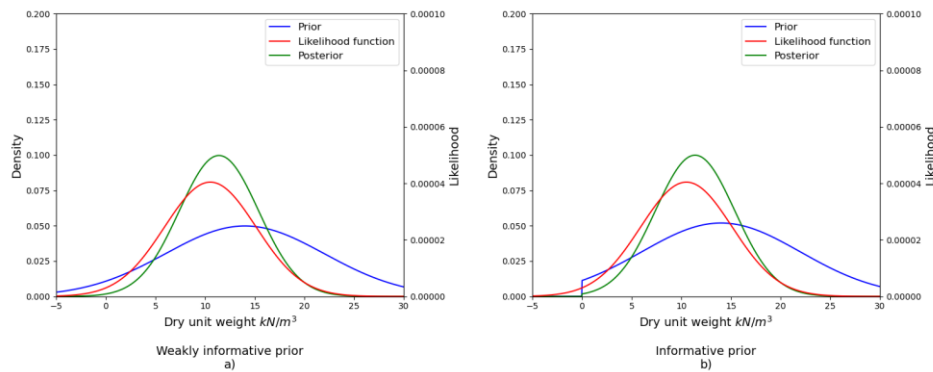 0.200
0.175
0.150
0.125
0.100
0.075
0.050
0.025
0.000
Density
-5
0
5
10
15
20
25
30
Dry unit weight kN/m³
0.00010
0.00008
0.00006
0.00004
0.00002
0.00000
Likelihood
Prior
Likelihood function
Posterior
Weakly informative prior
a)
0.200
0.175
0.150
0.125
0.100
0.075
0.050
0.025
0.000
Density
-5
0
5
10
15
20
25
30
Dry unit weight kN/m³
0.00010
0.00008
0.00006
0.00004
0.00002
0.00000
Likelihood
Prior
Likelihood function
Posterior
Informative prior
b)